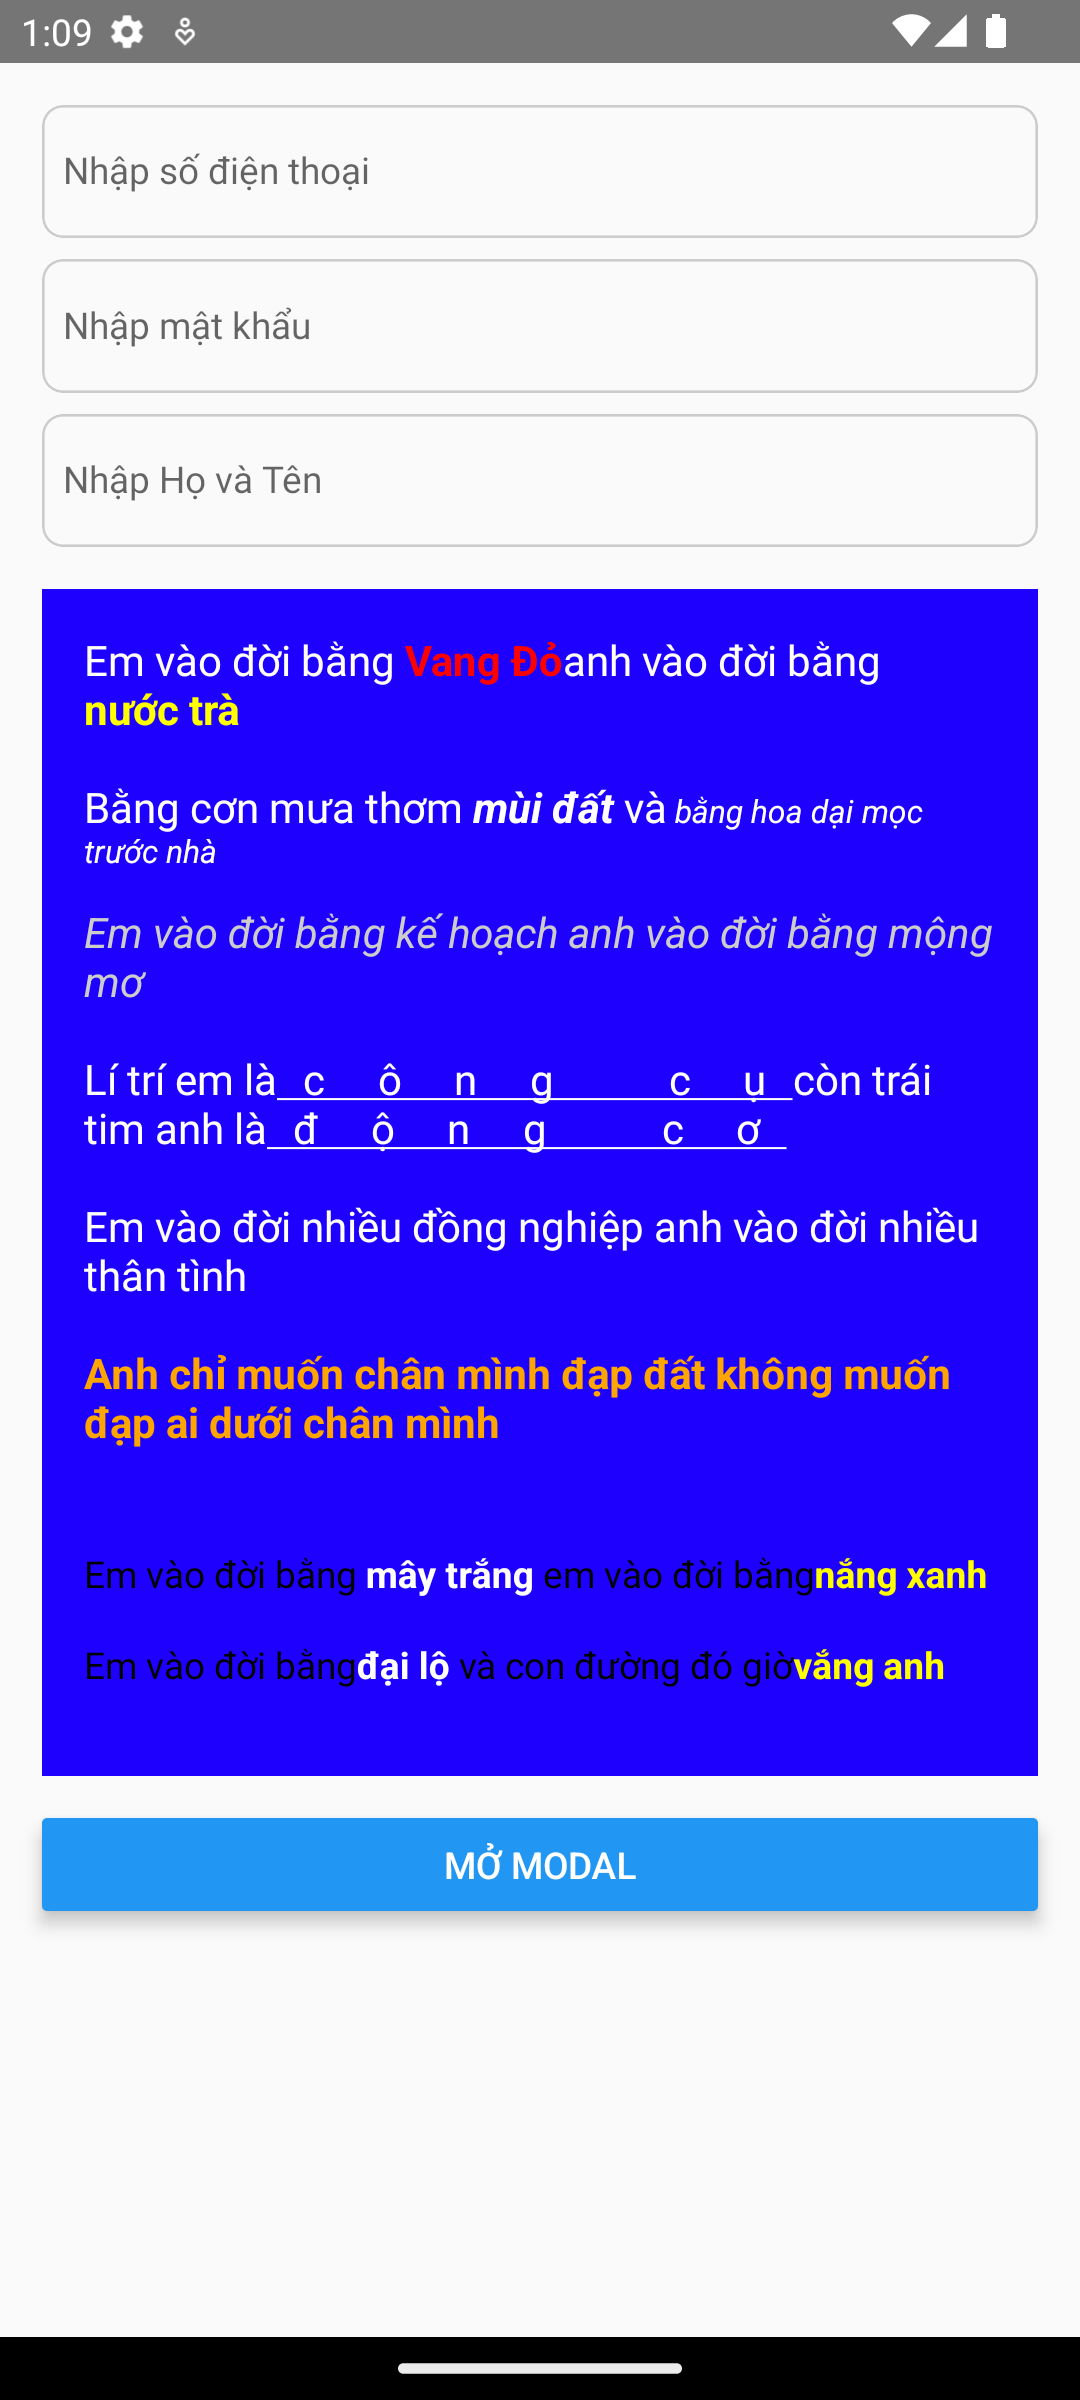 1:09
Nhập số điện thoại
Nhập mật khẩu
Nhập Họ và Tên
Em vào đời bằng Vang Đỏanh vào đời bằng
nước trà
Bằng cơn mưa thơm mùi đất và bằng hoa dại mọc
trước nhà
Em vào đời bằng kế hoạch anh vào đời bằng mộng
mơ
Lí trí em là c ô n g c ụ còn trái
tim anh là đ ộ n g c ơ
Em vào đời nhiều đồng nghiệp anh vào đời nhiều
thân tình
Anh chỉ muốn chân mình đạp đất không muốn
đạp ai dưới chân mình
Em vào đời bằng mây trắng em vào đời bằngnắng xanh
Em vào đời bằngđại lộ và con đường đó giờvắng anh
MỞ MODAL